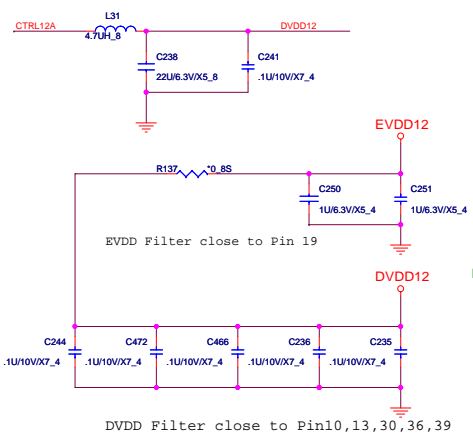 L31
CTRL12A DVDD12
4.7UH_8
C238 C241
22U/6.3V/X5_8 .1U/10V/X7_4
EVDD12
R137 *0_8S
C250 C251
1U/6.3V/X5_4 1U/6.3V/X5_4
EVDD Filter close to Pin 19
DVDD12
C244 C472 C466 C236 C235
.1U/10V/X7_4 .1U/10V/X7_4 .1U/10V/X7_4 .1U/10V/X7_4 .1U/10V/X7_4
DVDD Filter close to Pin10,13,30,36,39